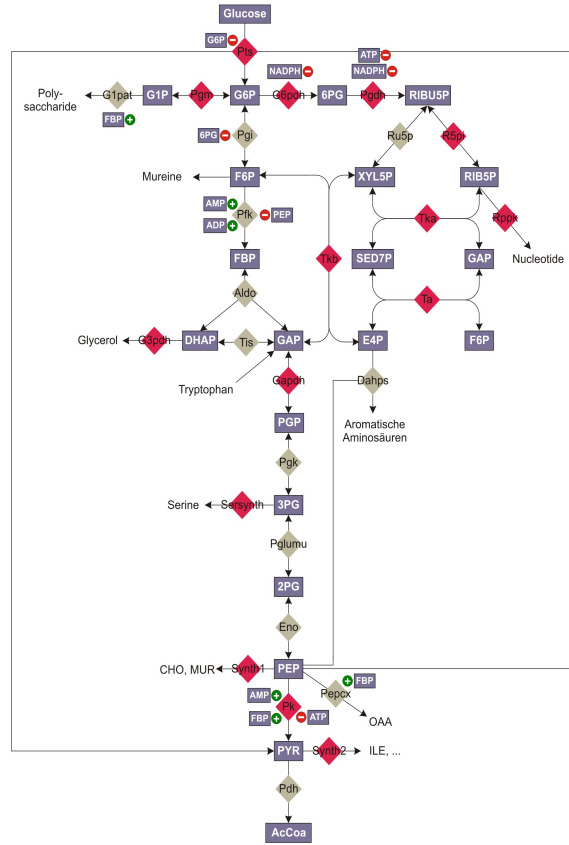 Glucose
G6P
Pts
ATP
NADPH
NADPH
Poly-
saccharide
G1pat
G1P
Pgm
G6P
G6pdh
6PG
Pgdh
RIBU5P
FBP
6PG
Pgi
Ru5p
R5pi
Mureine
F6P
XYL5P
RIB5P
AMP
ADP
Pfk
PEP
Tka
Rppk
FBP
Tkb
SED7P
GAP
Nucleotide
Aldo
Ta
Glycerol
G3pdh
DHAP
Tis
GAP
E4P
F6P
Tryptophan
Gapdh
Dahps
PGP
Aromatische
Aminosäuren
Pgk
Serine
Sersynth
3PG
Pglumu
2PG
Eno
CHO, MUR
Synth1
PEP
FBP
AMP
Pepcx
Pk
FBP
ATP
OAA
PYR
Synth2
ILE, ...
Pdh
AcCoa